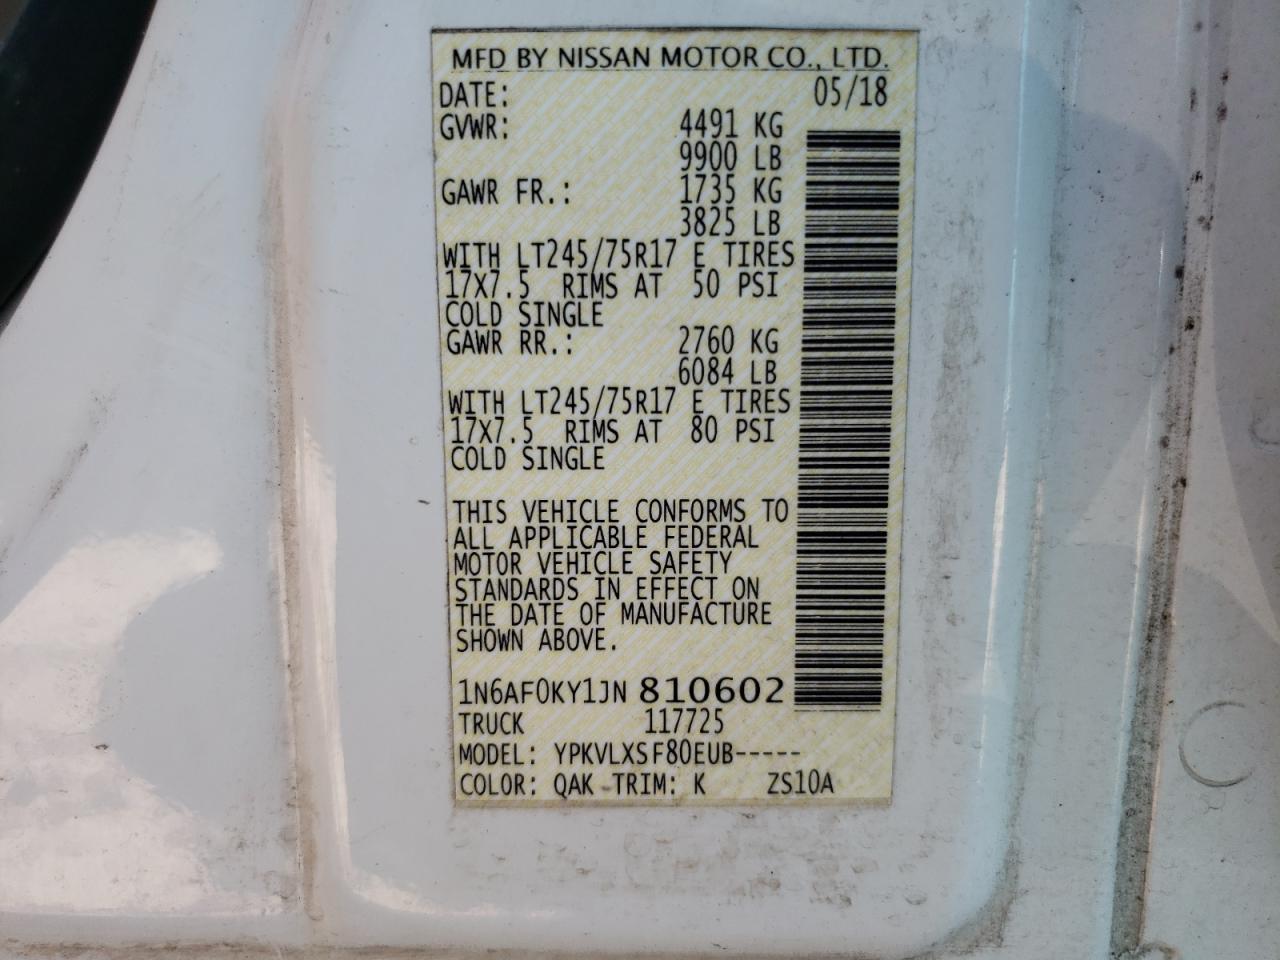 MFD BY NISSAN MOTOR CO., LTD.
DATE: 05/18
GVWR: 4491 KG
9900 LB
GAWR FR.: 1735 KG
3825 LB
WITH LT245/75R17 E TIRES
17X7.5 RIMS AT 50 PSI
COLD SINGLE
GAWR RR.: 2760 KG
6084 LB
WITH LT245/75R17 E TIRES
17X7.5 RIMS AT 80 PSI
COLD SINGLE
THIS VEHICLE CONFORMS TO
ALL APPLICABLE FEDERAL
MOTOR VEHICLE SAFETY
STANDARDS IN EFFECT ON
THE DATE OF MANUFACTURE
SHOWN ABOVE.
1N6AF0KY1JN 810602
TRUCK 117725
MODEL: YPKVLXSF80EUB-----
COLOR: QAK TRIM: K ZS10A